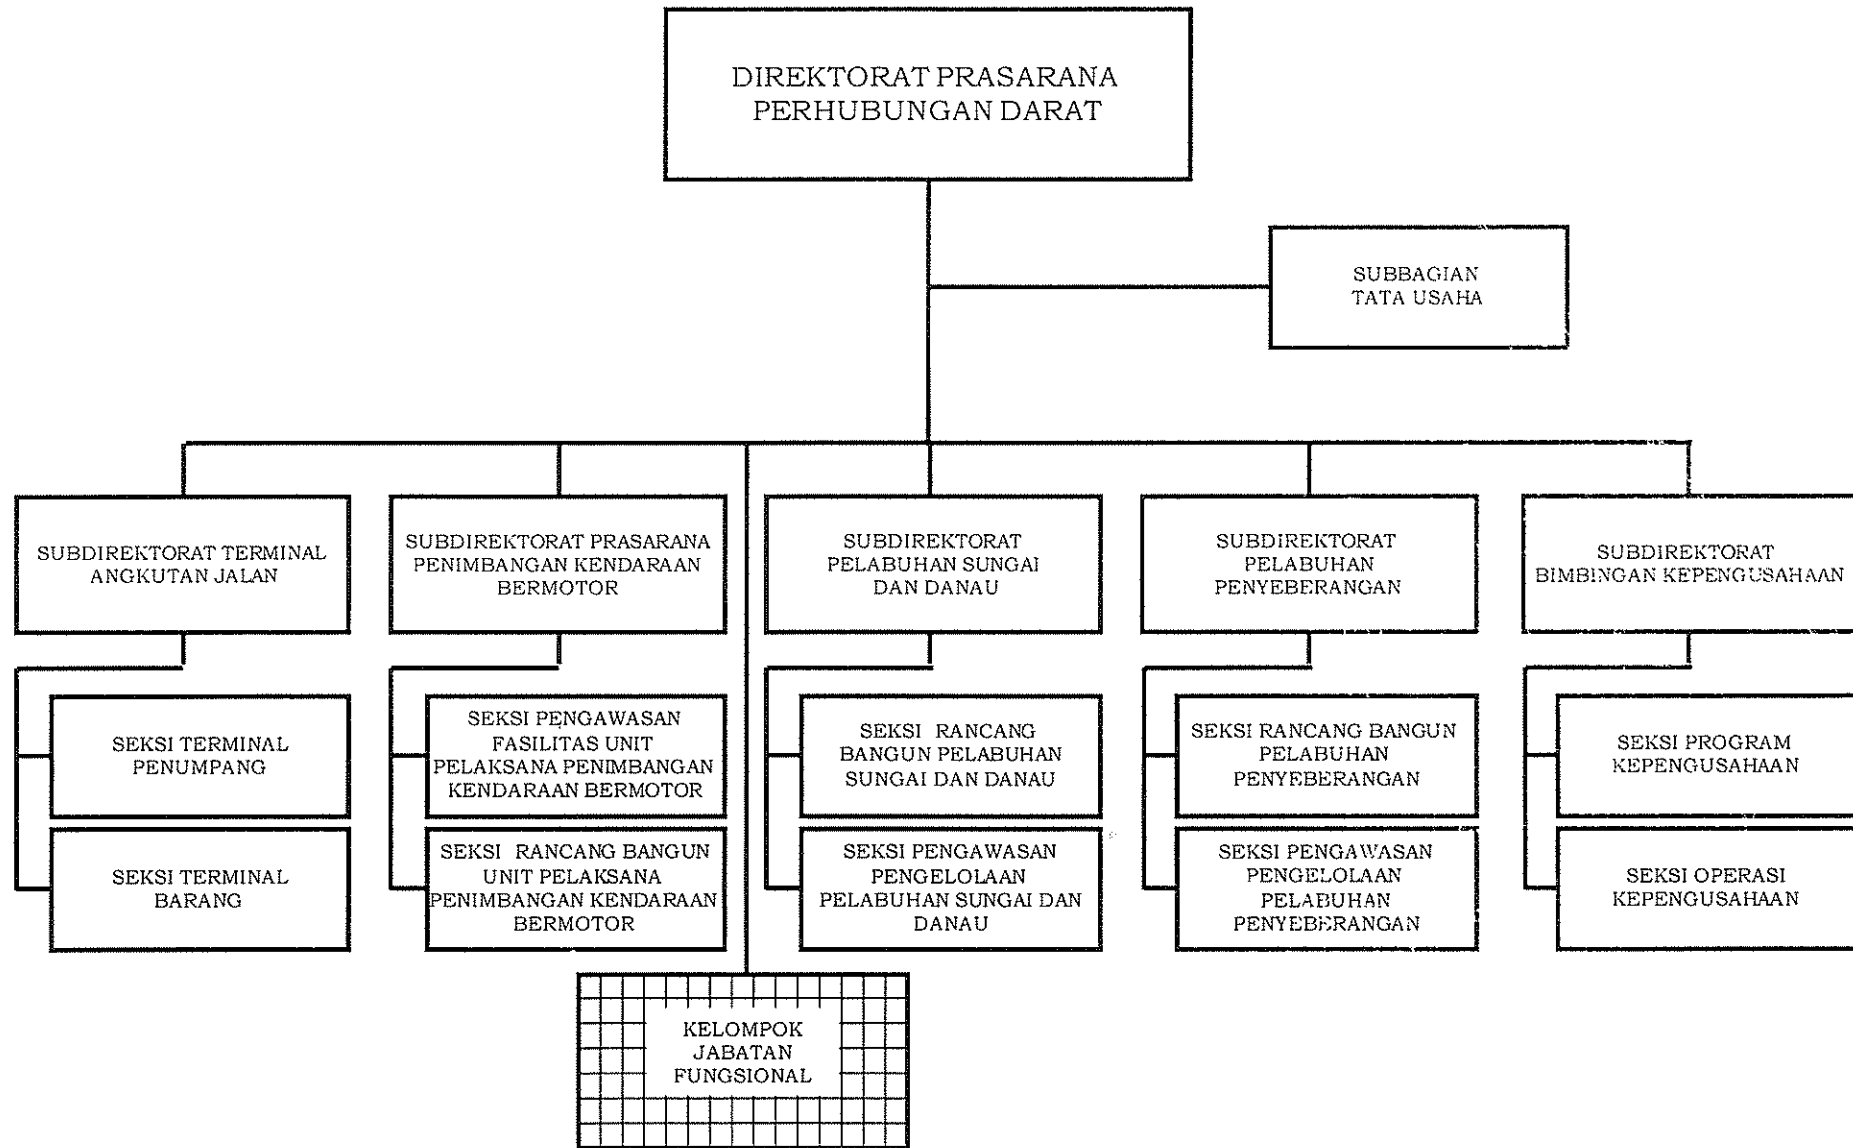 DIREKTORAT PRASARANA
PERHUBUNGAN DARAT
SUBBAGIAN
TATA USAHA
SUBDIREKTORAT TERMINAL
ANGKUTAN JALAN
SUBDIREKTORAT PRASARANA
PENIMBANGAN KENDARAAN
BERMOTOR
SUBDIREKTORAT
PELABUHAN SUNGAI
DAN DANAU
SUBDIREKTORAT
PELABUHAN
PENYEBERANGAN
SUBDIREKTORAT
BIMBINGAN KEPENGUSAHAAN
SEKSI TERMINAL
PENUMPANG
SEKSI PENGAWASAN
FASILITAS UNIT
PELAKSANA PENIMBANGAN
KENDARAAN BERMOTOR
SEKSI RANCANG
BANGUN PELABUHAN
SUNGAI DAN DANAU
SEKSI RANCANG BANGUN
PELABUHAN
PENYEBERANGAN
SEKSI PROGRAM
KEPENGUSAHAAN
SEKSI TERMINAL
BARANG
SEKSI RANCANG BANGUN
UNIT PELAKSANA
PENIMBANGAN KENDARAAN
BERMOTOR
SEKSI PENGAWASAN
PENGELOLAAN
PELABUHAN SUNGAI DAN
DANAU
SEKSI PENGAWASAN
PENGELOLAAN
PELABUHAN
PENYEBERANGAN
SEKSI OPERASI
KEPENGUSAHAAN
KELOMPOK
JABATAN
FUNGSIONAL